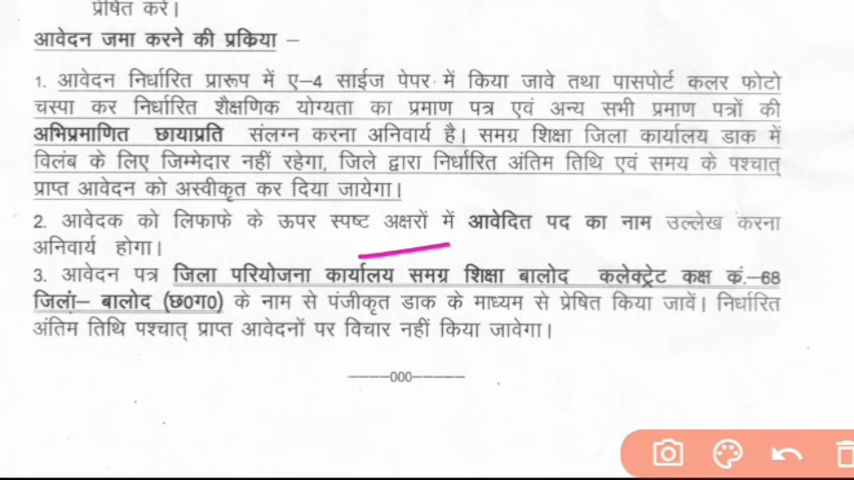 प्रेषित करें।
आवेदन जमा करने की प्रकिया –
1. आवेदन निर्धारित प्रारूप में ए–4 साईज पेपर में किया जावे तथा पासपोर्ट कलर फोटो
चस्पा कर निर्धारित शैक्षणिक योग्यता का प्रमाण पत्र एवं अन्य सभी प्रमाण पत्रों की
अभिप्रमाणित छायाप्रति संलग्न करना अनिवार्य है। समग्र शिक्षा जिला कार्यालय डाक में
विलंब के लिए जिम्मेदार नहीं रहेगा, जिले द्वारा निर्धारित अंतिम तिथि एवं समय के पश्चात्
प्राप्त आवेदन को अस्वीकृत कर दिया जायेगा।
2. आवेदक को लिफाफे के ऊपर स्पष्ट अक्षरों में आवेदित पद का नाम उल्लेख करना
अनिवार्य होगा।
3. आवेदन पत्र जिला परियोजना कार्यालय समग्र शिक्षा बालोद कलेक्ट्रेट कक्ष कं.–68
जिला– बालोद (छ0ग0) के नाम से पंजीकृत डाक के माध्यम से प्रेषित किया जावें। निर्धारित
अंतिम तिथि पश्चात् प्राप्त आवेदनों पर विचार नहीं किया जावेगा।
-----000-----